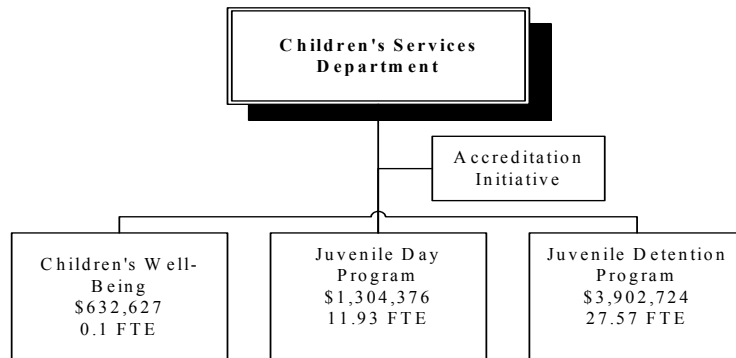 Children's Services
Department
Accreditation
Initiative
Children's Well-
Being
$632,627
0.1 FTE
Juvenile Day
Program
$1,304,376
11.93 FTE
Juvenile Detention
Program
$3,902,724
27.57 FTE